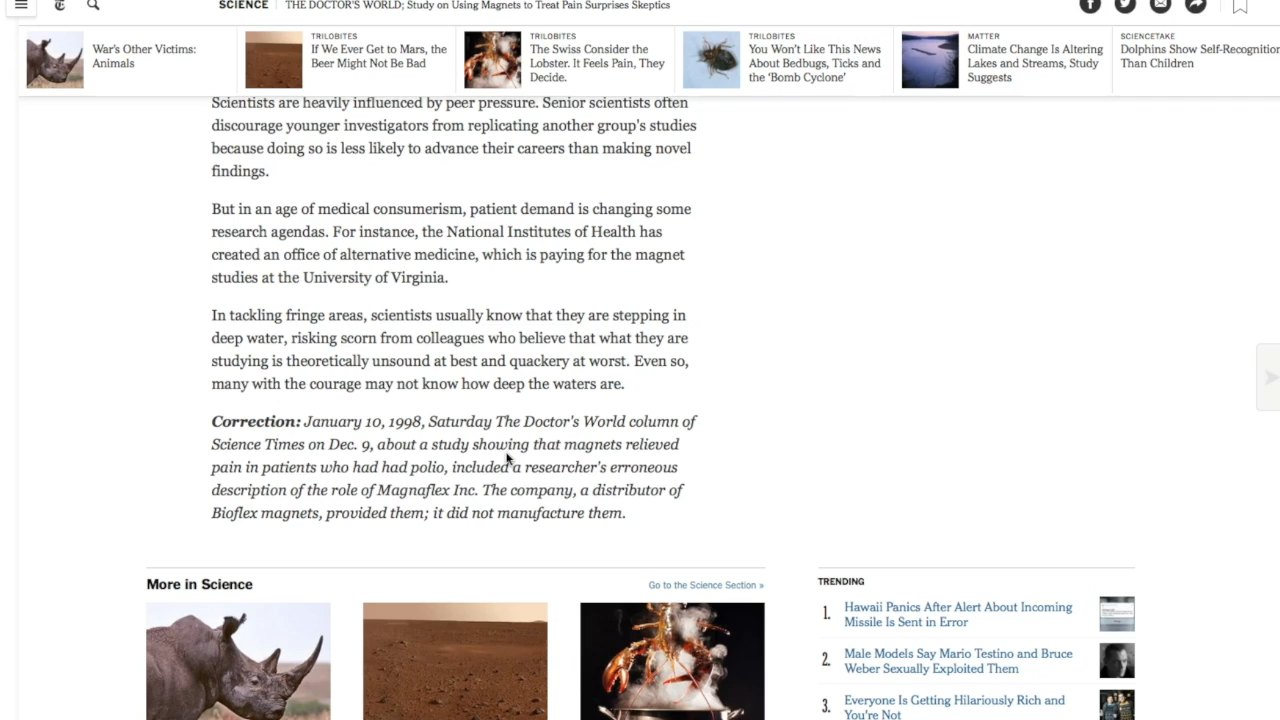 SCIENCE | THE DOCTOR'S WORLD; Study on Using Magnets to Treat Pain Surprises Skeptics
War's Other Victims:
Animals
TRILOBITES
If We Ever Get to Mars, the
Beer Might Not Be Bad
TRILOBITES
The Swiss Consider the
Lobster. It Feels Pain, They
Decide.
TRILOBITES
You Won't Like This News
About Bedbugs, Ticks and
the 'Bomb Cyclone'
MATTER
Climate Change Is Altering
Lakes and Streams, Study
Suggests
SCIENCETAKE
Dolphins Show Self-Recognition
Than Children
Scientists are heavily influenced by peer pressure. Senior scientists often
discourage younger investigators from replicating another group's studies
because doing so is less likely to advance their careers than making novel
findings.
But in an age of medical consumerism, patient demand is changing some
research agendas. For instance, the National Institutes of Health has
created an office of alternative medicine, which is paying for the magnet
studies at the University of Virginia.
In tackling fringe areas, scientists usually know that they are stepping in
deep water, risking scorn from colleagues who believe that what they are
studying is theoretically unsound at best and quackery at worst. Even so,
many with the courage may not know how deep the waters are.
Correction: January 10, 1998, Saturday The Doctor's World column of
Science Times on Dec. 9, about a study showing that magnets relieved
pain in patients who had had polio, included a researcher's erroneous
description of the role of Magnaflex Inc. The company, a distributor of
Bioflex magnets, provided them; it did not manufacture them.
More in Science
Go to the Science Section »
TRENDING
1. Hawaii Panics After Alert About Incoming
Missile Is Sent in Error
2. Male Models Say Mario Testino and Bruce
Weber Sexually Exploited Them
3. Everyone Is Getting Hilariously Rich and
You're Not